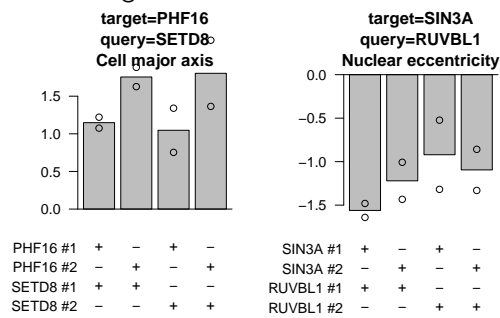 target=PHF16
query=SETD8
Cell major axis
1.5
1.0
0.5
0.0
PHF16 #1 + − + −
PHF16 #2 − + − +
SETD8 #1 + + − −
SETD8 #2 − − + +
target=SIN3A
query=RUVBL1
Nuclear eccentricity
0.0
−0.5
−1.0
−1.5
SIN3A #1 + − + −
SIN3A #2 − + − +
RUVBL1 #1 + + − −
RUVBL1 #2 − − + +